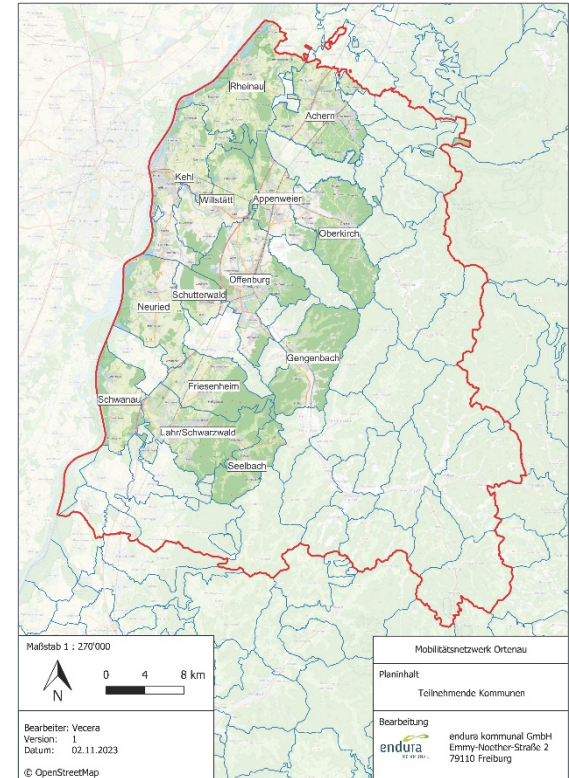 Rheinau
Achern
Kehl
Willstätt
Appenweier
Oberkirch
Offenburg
Schutterwald
Neuried
Gengenbach
Friesenheim
Schwanau
Lahr/Schwarzwald
Seelbach
Maßstab 1 : 270'000
0 4 8 km
N
Bearbeiter: Vecera
Version: 1
Datum: 02.11.2023
© OpenStreetMap
Mobilitätsnetzwerk Ortenau
Planinhalt
Teilnehmende Kommunen
Bearbeitung
endura
endura kommunal GmbH
Emmy-Noether-Straße 2
79110 Freiburg